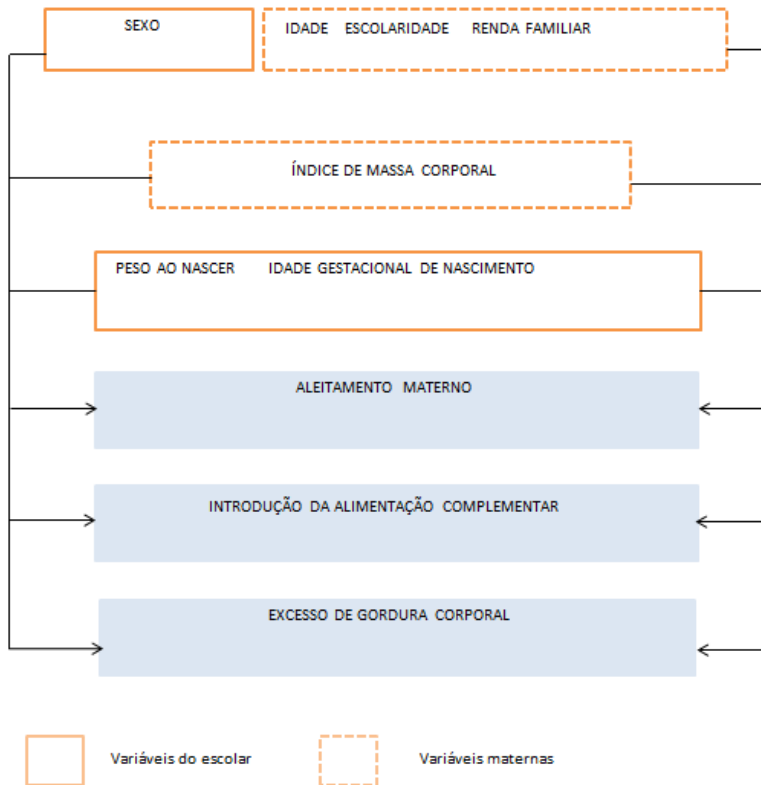 SEXO
IDADE ESCOLARIDADE RENDA FAMILIAR
ÍNDICE DE MASSA CORPORAL
PESO AO NASCER IDADE GESTACIONAL DE NASCIMENTO
ALEITAMENTO MATERNO
INTRODUÇÃO DA ALIMENTAÇÃO COMPLEMENTAR
EXCESSO DE GORDURA CORPORAL
Variáveis do escolar
Variáveis maternas